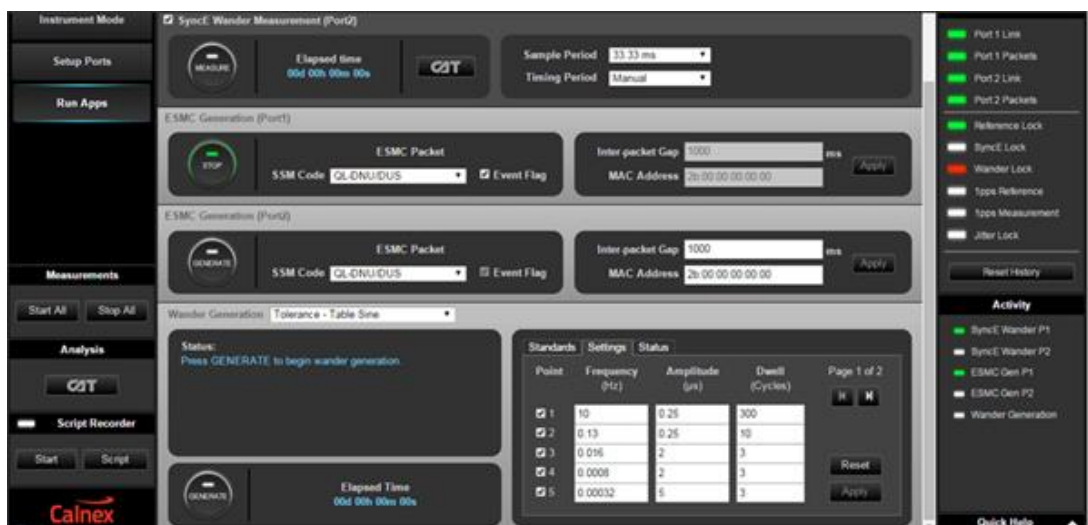 Instrument Mode
Setup Ports
Run Apps
Measurements
Start All Stop All
Analysis
CAT
Script Recorder
Start Script
Calnex
SyncE Wander Measurement (Port2)
MEASURE
Elapsed time
00d 00h 00m 00s
CAT
Sample Period 33.33 ms
Timing Period Manual
ESMC Generation (Port1)
STOP
ESMC Packet
SSM Code QL-DNU/DUS Event Flag
Inter-packet Gap 1000 ms
MAC Address 2b:00:00:00:00:00
Apply
ESMC Generation (Port2)
GENERATE
ESMC Packet
SSM Code QL-DNU/DUS Event Flag
Inter-packet Gap 1000 ms
MAC Address 2b:00:00:00:00:00
Apply
Wander Generation Tolerance - Table Sine
Status:
Press GENERATE to begin wander generation.
GENERATE
Elapsed Time
00d 00h 00m 00s
Standards Settings Status
Point Frequency (Hz) Amplitude (µs) Dwell (Cycles) Page 1 of 2
1 10 0.25 300
2 0.13 0.25 10
3 0.016 2 3
4 0.0008 2 3
5 0.00032 5 3
Reset
Apply
Port 1 Link
Port 1 Packets
Port 2 Link
Port 2 Packets
Reference Lock
SyncE Lock
Wander Lock
1pps Reference
1pps Measurement
Jitter Lock
Reset History
Activity
SyncE Wander P1
SyncE Wander P2
ESMC Gen P1
ESMC Gen P2
Wander Generation
Quick Help